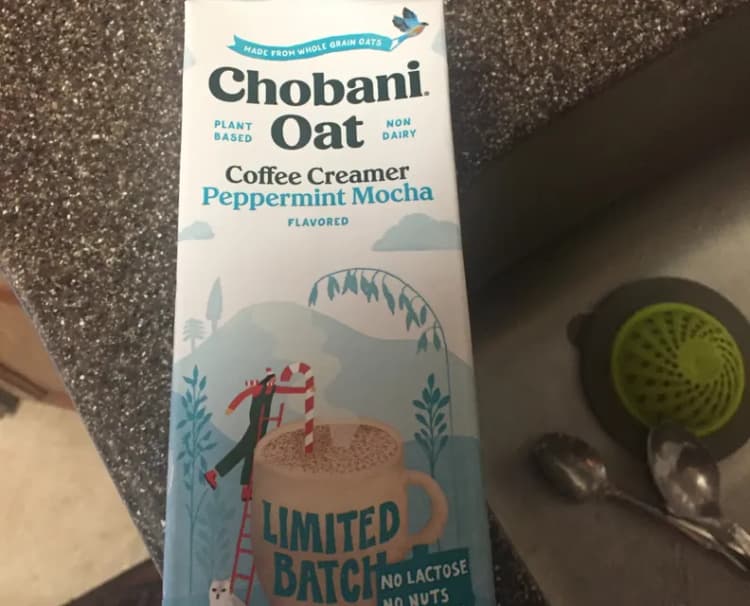 MADE FROM WHOLE GRAIN OATS
Chobani.
PLANT BASED
Oat
NON DAIRY
Coffee Creamer
Peppermint Mocha
FLAVORED
LIMITED
BATCH
NO LACTOSE
NO NUTS